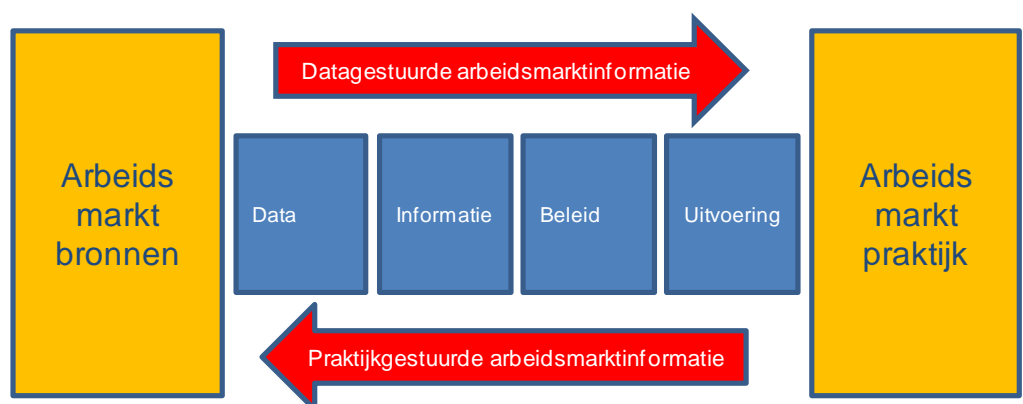 Datagestuurde arbeidsmarktinformatie
Arbeids
markt
bronnen
Data
Informatie
Beleid
Uitvoering
Arbeids
markt
praktijk
Praktijkgestuurde arbeidsmarktinformatie